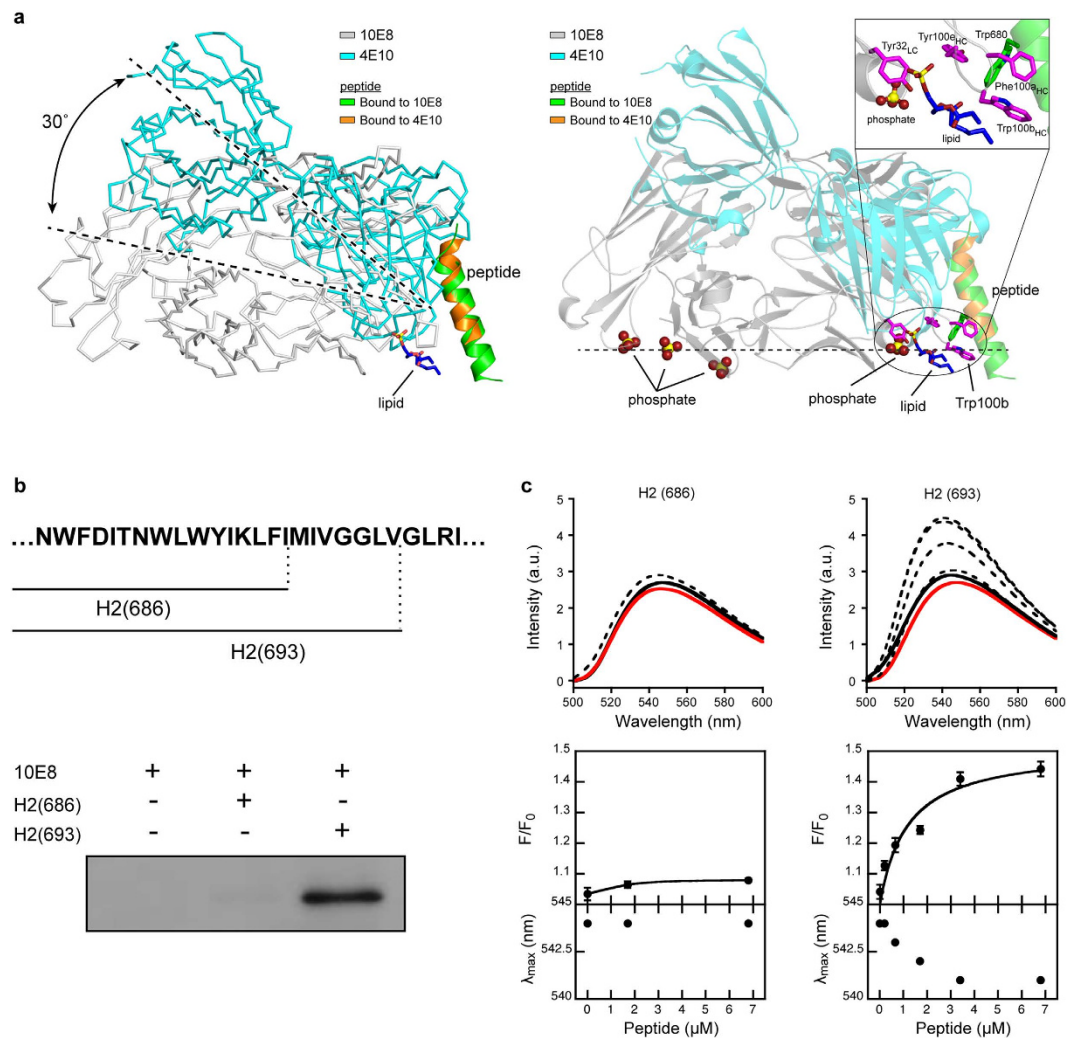 a
10E8
4E10
peptide
Bound to 10E8
Bound to 4E10
30°
peptide
lipid
10E8
4E10
peptide
Bound to 10E8
Bound to 4E10
Tyr32LC
Tyr100eHC
Trp680
Phe100aHC
Trp100bHC
phosphate
lipid
peptide
phosphate
phosphate
lipid
Trp100b
b
...NWFDITNWLWYIKLFIMIVGGLVGLRI...
H2(686)
H2(693)
10E8 + + +
H2(686) - + -
H2(693) - - +
c
H2 (686)
Intensity (a.u.)
5
4
3
2
1
0
500 520 540 560 580 600
Wavelength (nm)
H2 (693)
Intensity (a.u.)
5
4
3
2
1
0
500 520 540 560 580 600
Wavelength (nm)
F/F0
1.5
1.4
1.3
1.2
1.1
545
λmax (nm)
542.5
540
0 1 2 3 4 5 6 7
Peptide (µM)
F/F0
1.5
1.4
1.3
1.2
1.1
545
λmax (nm)
542.5
540
0 1 2 3 4 5 6 7
Peptide (µM)